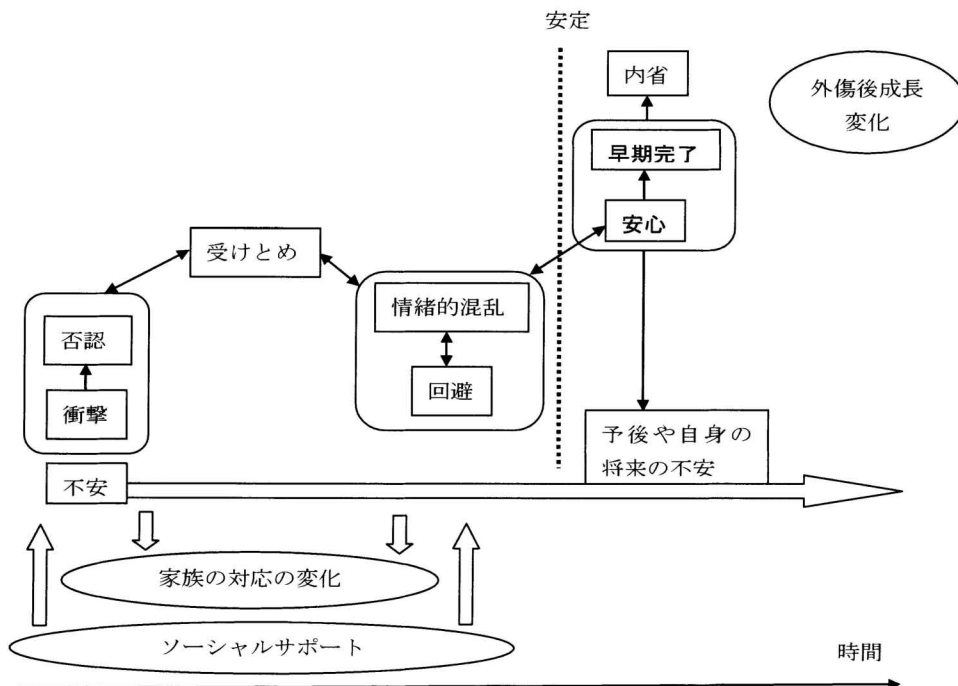 安定
内省
外傷後成長
変化
早期完了
安心
受けとめ
情緒的混乱
否認
回避
衝撃
予後や自身の
将来の不安
不安
家族の対応の変化
ソーシャルサポート
時間